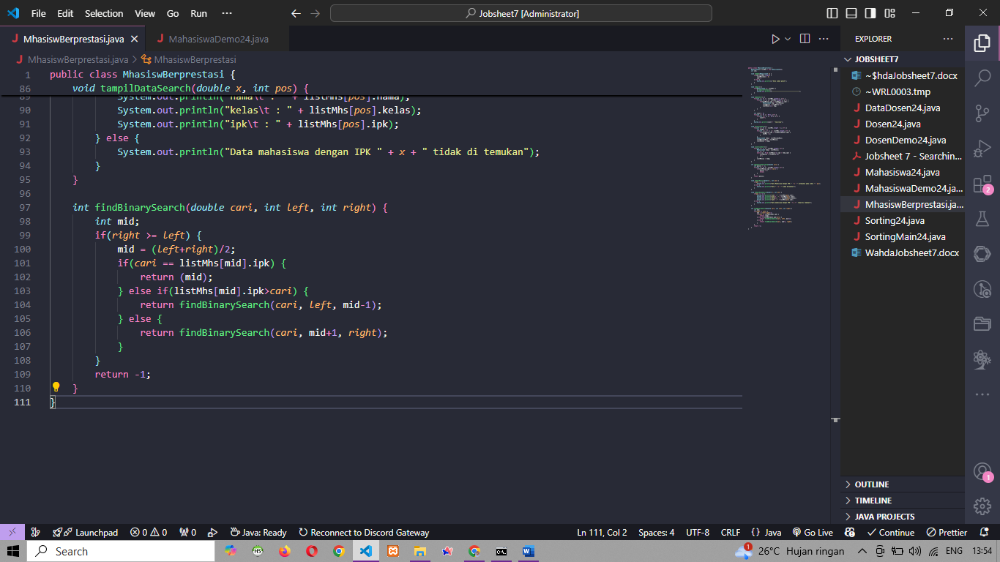 File Edit Selection View Go Run ··· Jobsheet7 [Administrator]
MhasiswBerprestasi.java MahasiswaDemo24.java
MhasiswBerprestasi.java > MhasiswBerprestasi
1 public class MhasiswBerprestasi {
86 void tampilDataSearch(double x, int pos) {
89 System.out.println("nama\t : " + listMhs[pos].nama);
90 System.out.println("kelas\t : " + listMhs[pos].kelas);
91 System.out.println("ipk\t : " + listMhs[pos].ipk);
92 } else {
93 System.out.println("Data mahasiswa dengan IPK " + x + " tidak di temukan");
94 }
95 }
96
97 int findBinarySearch(double cari, int left, int right) {
98 int mid;
99 if(right >= left) {
100 mid = (left+right)/2;
101 if(cari == listMhs[mid].ipk) {
102 return (mid);
103 } else if(listMhs[mid].ipk>cari) {
104 return findBinarySearch(cari, left, mid-1);
105 } else {
106 return findBinarySearch(cari, mid+1, right);
107 }
108 }
109 return -1;
110 }
111 }
EXPLORER ···
JOBSHEET7
~$hdaJobsheet7.docx
~WRL0003.tmp
DataDosen24.java
Dosen24.java
DosenDemo24.java
Jobsheet 7 - Searchin...
Mahasiswa24.java
MahasiswaDemo24.ja...
MhasiswBerprestasi.ja...
Sorting24.java
SortingMain24.java
WahdaJobsheet7.docx
OUTLINE
TIMELINE
JAVA PROJECTS
2
1
Launchpad 0 0 0 Java: Ready Reconnect to Discord Gateway Ln 111, Col 2 Spaces: 4 UTF-8 CRLF {} Java Go Live Continue Prettier
Search 1 26°C Hujan ringan ENG 13:54